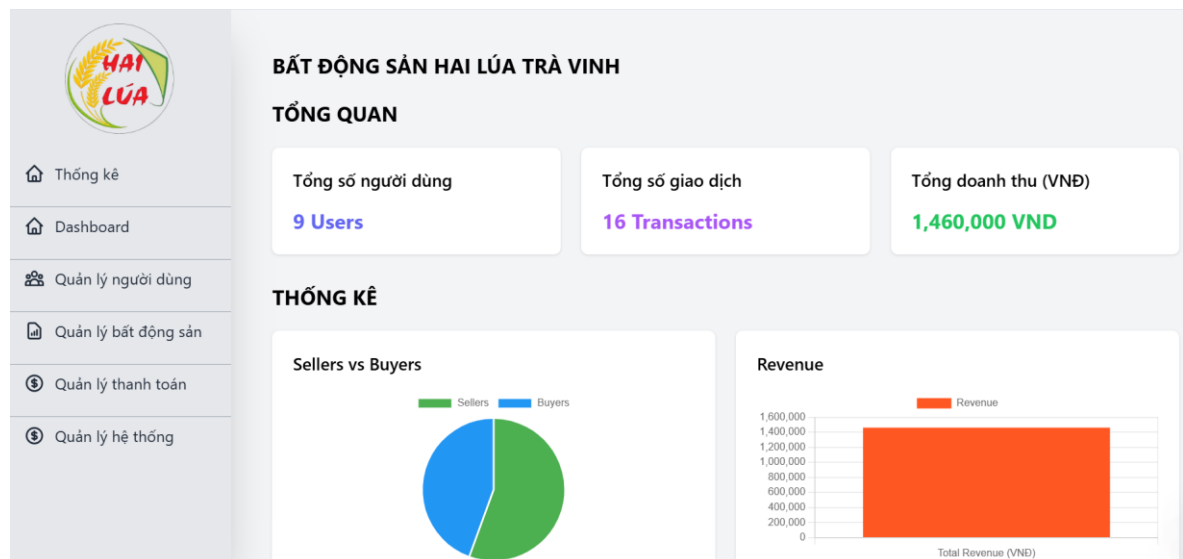 HAI
LÚA
Thống kê
Dashboard
Quản lý người dùng
Quản lý bất động sản
Quản lý thanh toán
Quản lý hệ thống
BẤT ĐỘNG SẢN HAI LÚA TRÀ VINH
TỔNG QUAN
Tổng số người dùng
9 Users
Tổng số giao dịch
16 Transactions
Tổng doanh thu (VNĐ)
1,460,000 VND
THỐNG KÊ
Sellers vs Buyers
Sellers Buyers
Revenue
Revenue
1,600,000
1,400,000
1,200,000
1,000,000
800,000
600,000
400,000
200,000
0
Total Revenue (VNĐ)